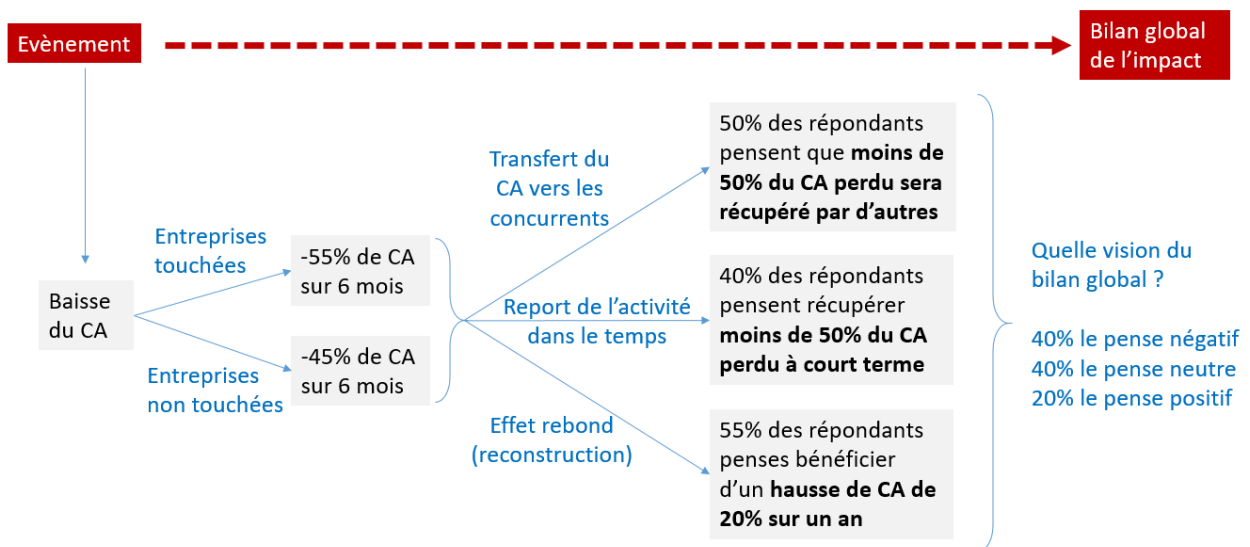 Evènement
Bilan global
de l'impact
Baisse
du CA
Entreprises
touchées
Entreprises
non touchées
-55% de CA
sur 6 mois
-45% de CA
sur 6 mois
Transfert du
CA vers les
concurrents
Report de l'activité
dans le temps
Effet rebond
(reconstruction)
50% des répondants
pensent que moins de
50% du CA perdu sera
récupéré par d'autres
40% des répondants
pensent récupérer
moins de 50% du CA
perdu à court terme
55% des répondants
penses bénéficier
d'un hausse de CA de
20% sur un an
Quelle vision du
bilan global ?
40% le pense négatif
40% le pense neutre
20% le pense positif